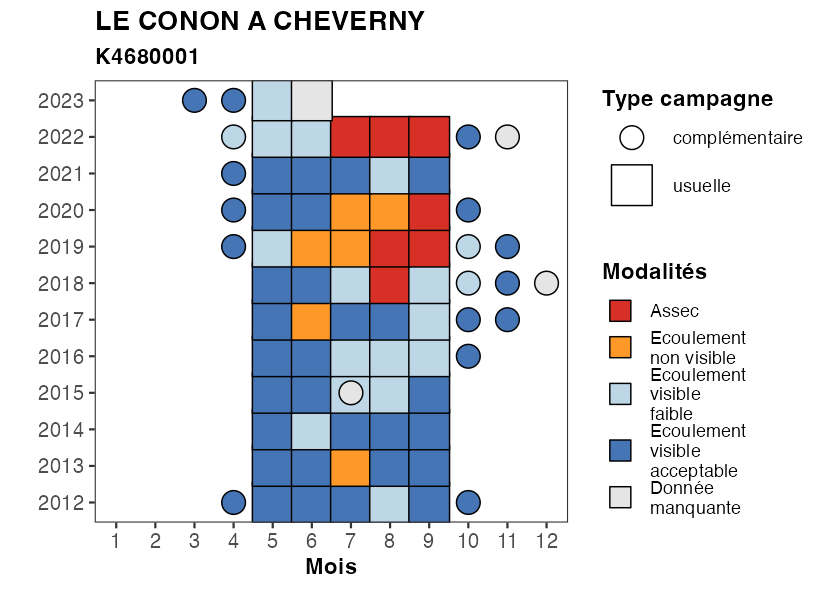 LE CONON A CHEVERNY
K4680001
2023
2022
2021
2020
2019
2018
2017
2016
2015
2014
2013
2012
1 2 3 4 5 6 7 8 9 10 11 12
Mois
Type campagne
complémentaire
usuelle
Modalités
Assec
Ecoulement
non visible
Ecoulement
visible
faible
Ecoulement
visible
acceptable
Donnée
manquante